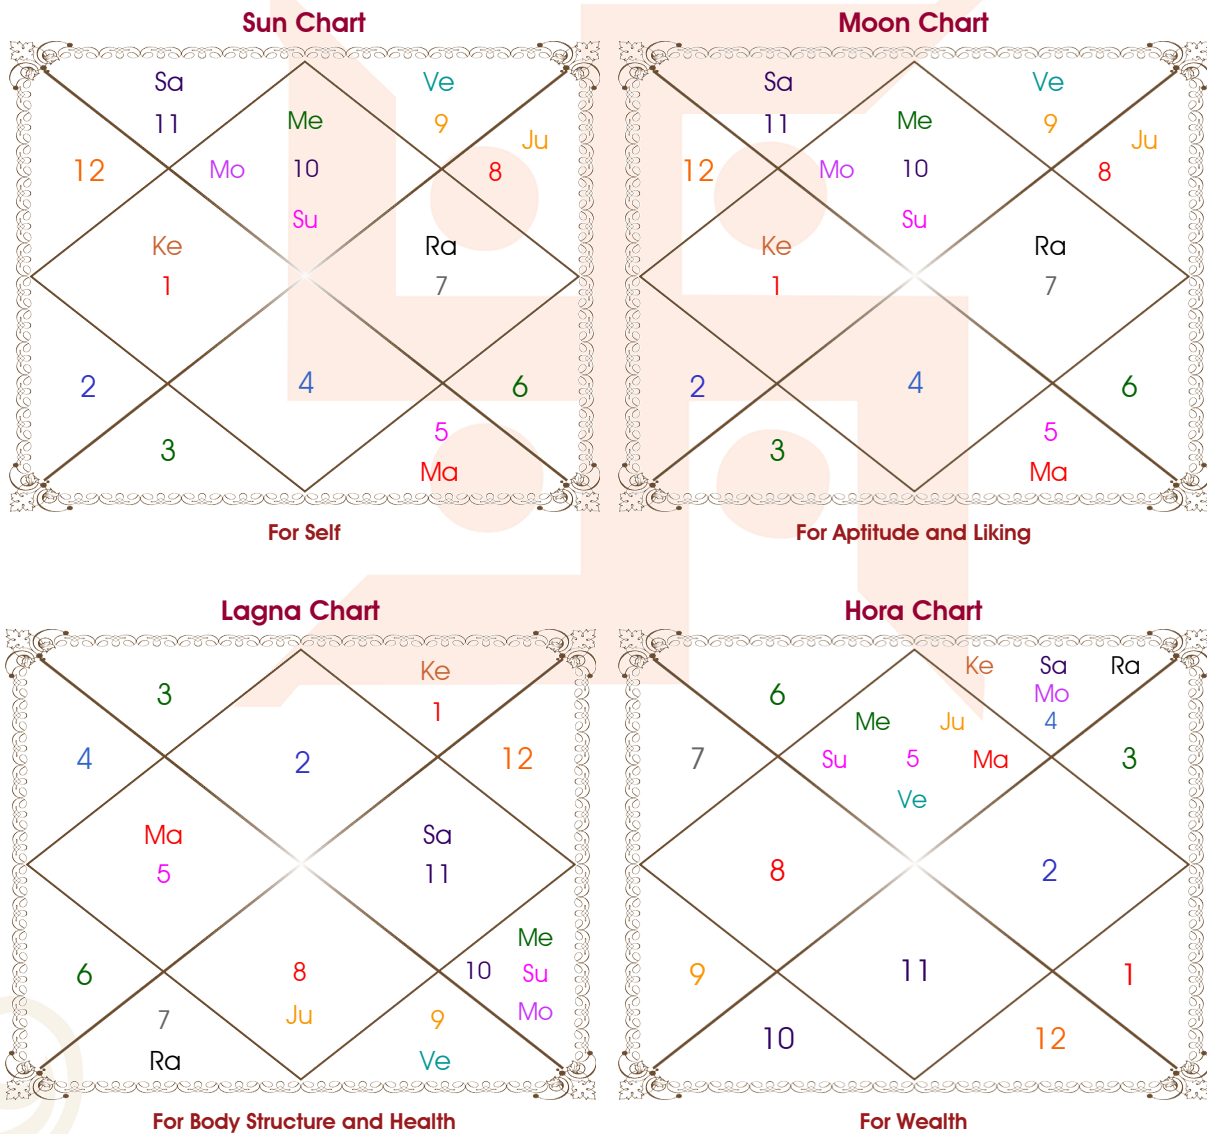 Sun Chart
Sa
Ve
11
Me
9
Ju
12
Mo
10
8
Su
Ke
Ra
1
7
2
4
6
3
5
Ma
For Self
Moon Chart
Sa
Ve
11
Me
9
Ju
12
Mo
10
8
Su
Ke
Ra
1
7
2
4
6
3
5
Ma
For Aptitude and Liking
Lagna Chart
Ke
3
1
4
2
12
Ma
Sa
5
11
Me
6
8
10
Su
Mo
7
Ju
9
Ra
Ve
For Body Structure and Health
Hora Chart
Ke
Sa
Ra
6
Mo
Me
Ju
4
7
Su
5
Ma
3
Ve
8
2
9
11
1
10
12
For Wealth